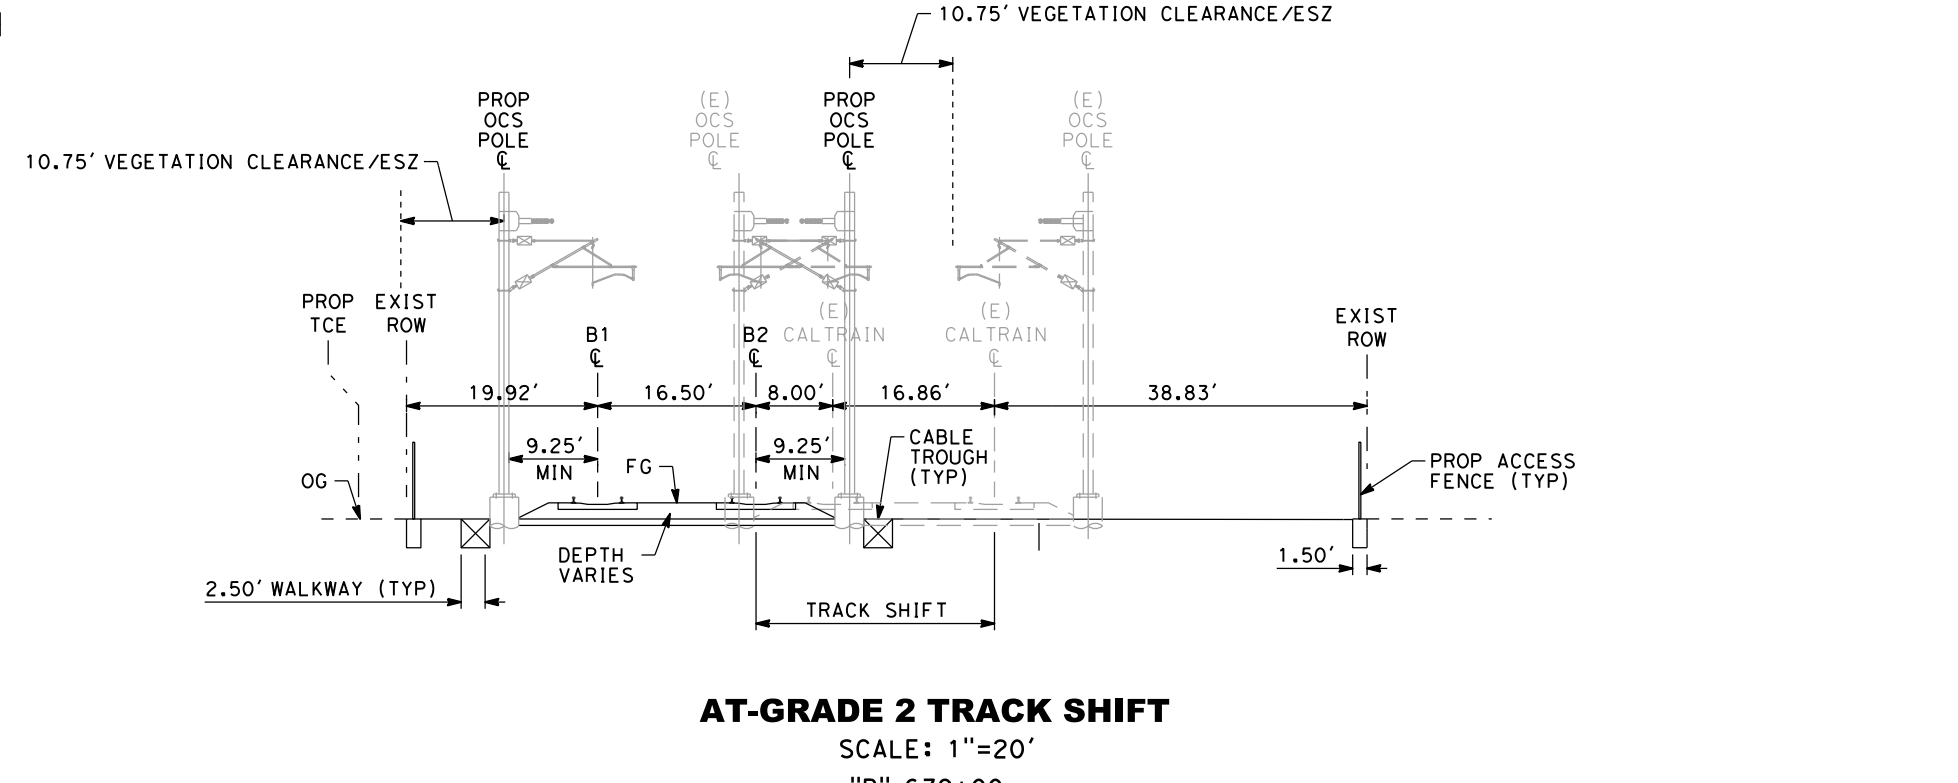 10.75' VEGETATION CLEARANCE/ESZ
PROP
OCS
POLE
℄
(E)
OCS
POLE
℄
PROP
OCS
POLE
℄
(E)
OCS
POLE
℄
10.75' VEGETATION CLEARANCE/ESZ
PROP
TCE
EXIST
ROW
B1
℄
B2
℄
(E)
CALTRAIN
℄
(E)
CALTRAIN
℄
EXIST
ROW
19.92'
16.50'
8.00'
16.86'
38.83'
9.25'
MIN
FG
9.25'
MIN
CABLE
TROUGH
(TYP)
OG
PROP ACCESS
FENCE (TYP)
DEPTH
VARIES
1.50'
2.50' WALKWAY (TYP)
TRACK SHIFT
AT-GRADE 2 TRACK SHIFT
SCALE: 1"=20'